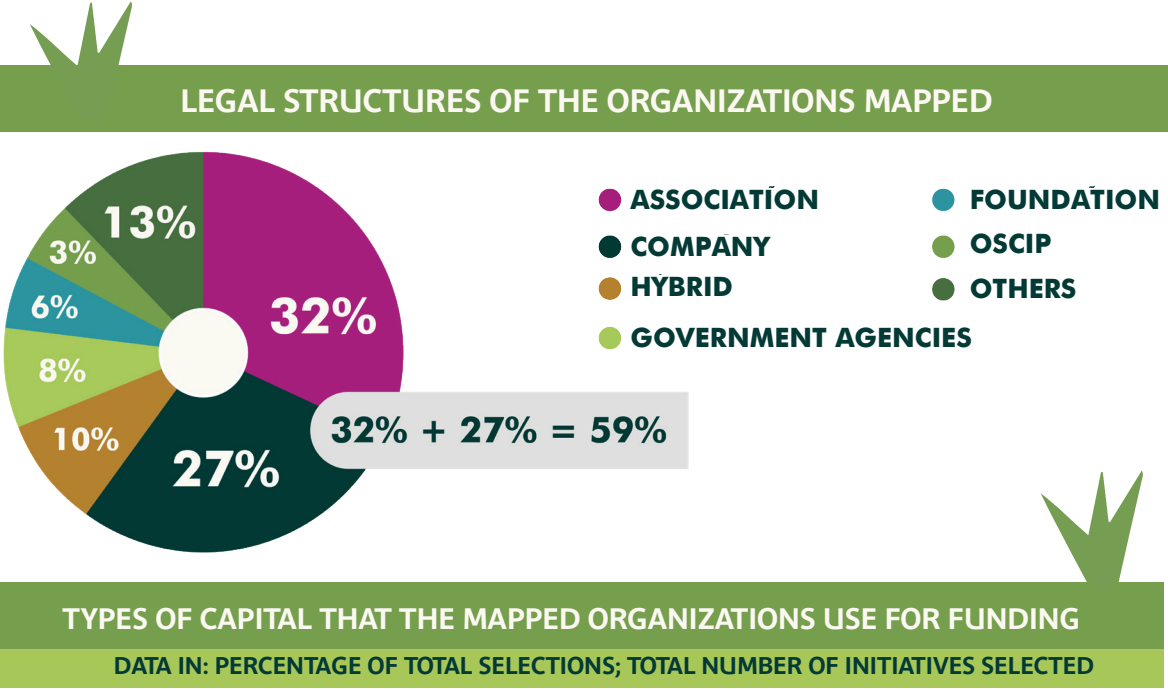 LEGAL STRUCTURES OF THE ORGANIZATIONS MAPPED
13%
3%
6%
32%
8%
10%
27%
32% + 27% = 59%
ASSOCIATION
COMPANY
HYBRID
GOVERNMENT AGENCIES
FOUNDATION
OSCIP
OTHERS
TYPES OF CAPITAL THAT THE MAPPED ORGANIZATIONS USE FOR FUNDING
DATA IN: PERCENTAGE OF TOTAL SELECTIONS; TOTAL NUMBER OF INITIATIVES SELECTED